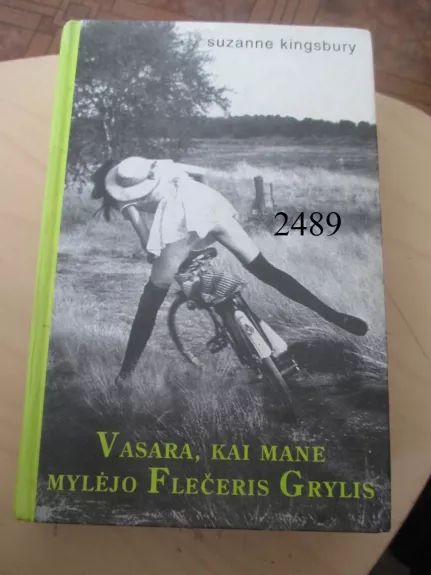 suzanne kingsbury
2489
VASARA, KAI MANE
MYLĖJO FLEČERIS GRYLIS